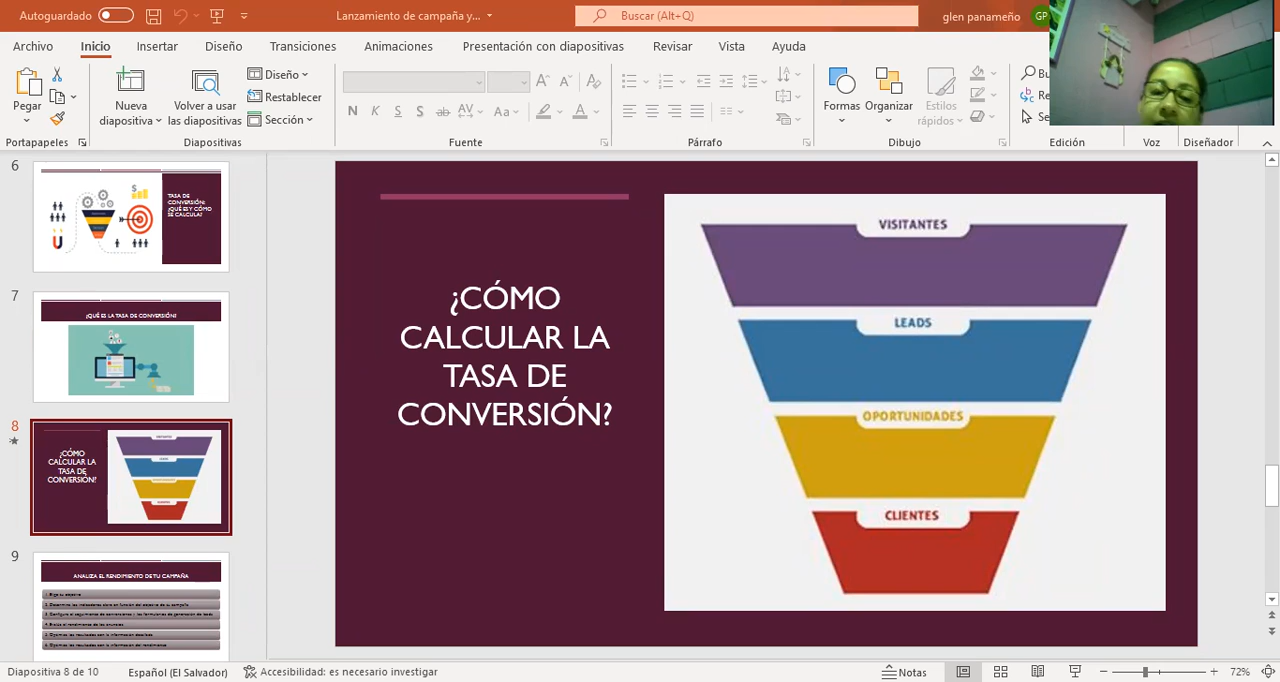 Autoguardado
Lanzamiento de campaña y...
Buscar (Alt+Q)
glen panameño
GP
Archivo
Inicio
Insertar
Diseño
Transiciones
Animaciones
Presentación con diapositivas
Revisar
Vista
Ayuda
Pegar
Nueva diapositiva
Volver a usar las diapositivas
Diseño
Restablecer
Sección
N K S S ab AV Aa A
Formas
Organizar
Estilos rápidos
Portapapeles
Diapositivas
Fuente
Párrafo
Dibujo
Edición
Voz
Diseñador
6
TASA DE
CONVERSIÓN:
¿QUÉ ES Y CÓMO
SE CALCULA?
7
¿QUÉ ES LA TASA DE CONVERSIÓN?
8
¿CÓMO
CALCULAR LA
TASA DE
CONVERSIÓN?
9
ANALIZA EL RENDIMIENTO DE TU CAMPAÑA
¿CÓMO
CALCULAR LA
TASA DE
CONVERSIÓN?
VISITANTES
LEADS
OPORTUNIDADES
CLIENTES
Diapositiva 8 de 10
Español (El Salvador)
Accesibilidad: es necesario investigar
Notas
72%